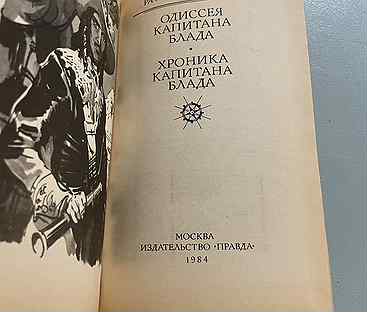 ОДИССЕЯ
КАПИТАНА
БЛАДА
•
ХРОНИКА
КАПИТАНА
БЛАДА
МОСКВА
ИЗДАТЕЛЬСТВО «ПРАВДА»
1984